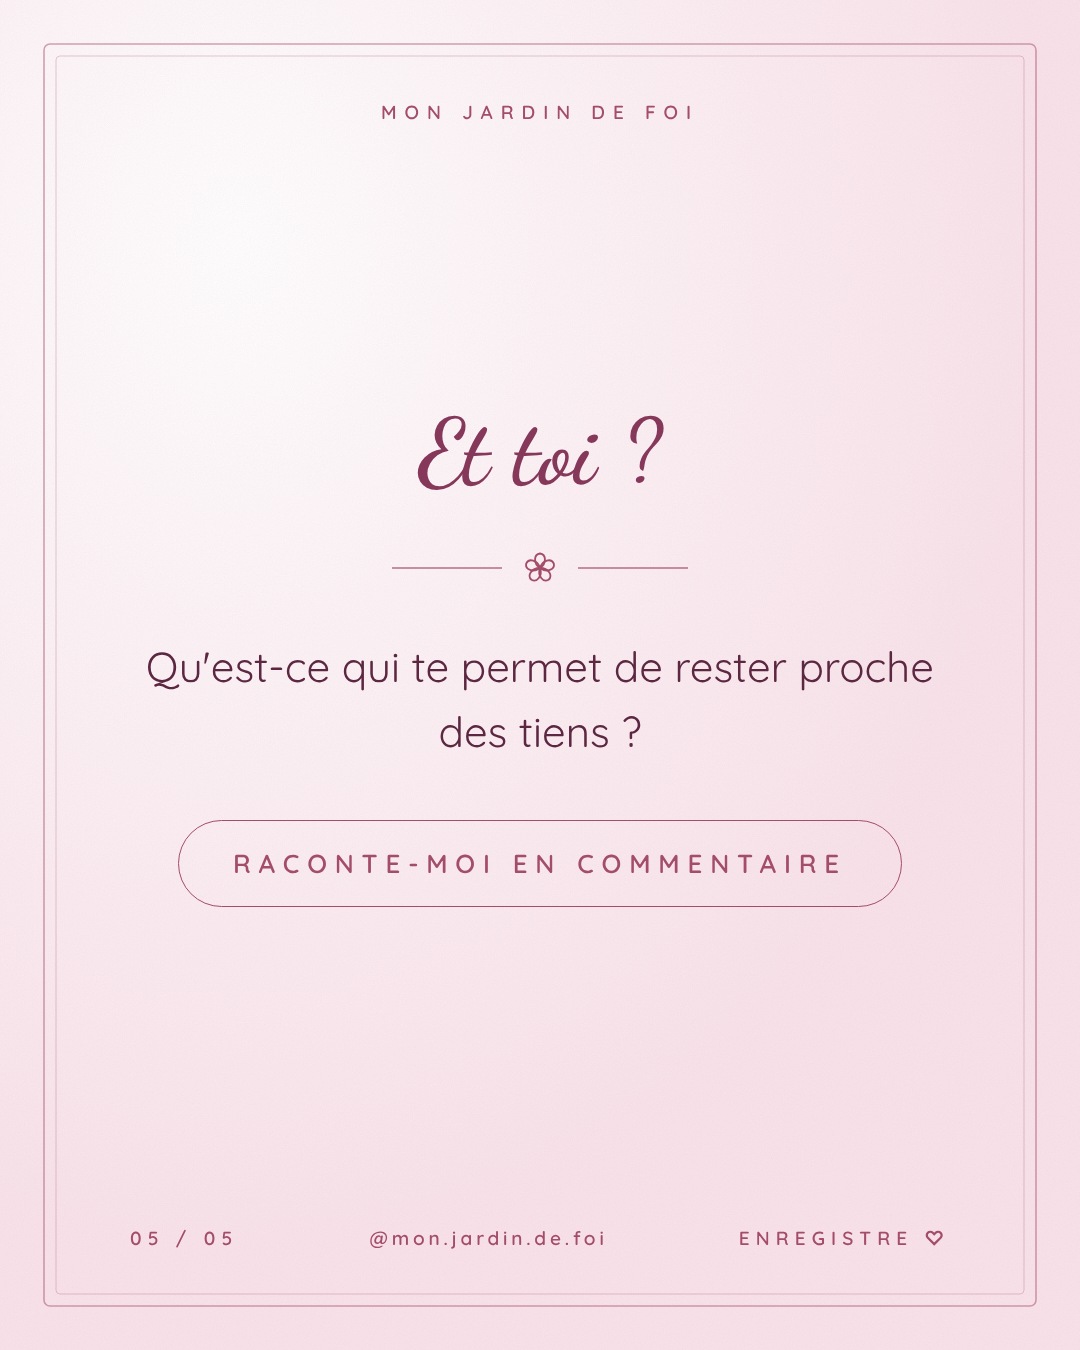 MON JARDIN DE FOI
Et toi ?
Qu'est-ce qui te permet de rester proche
des tiens ?
RACONTE-MOI EN COMMENTAIRE
05 / 05
@mon.jardin.de.foi
ENREGISTRE ♡